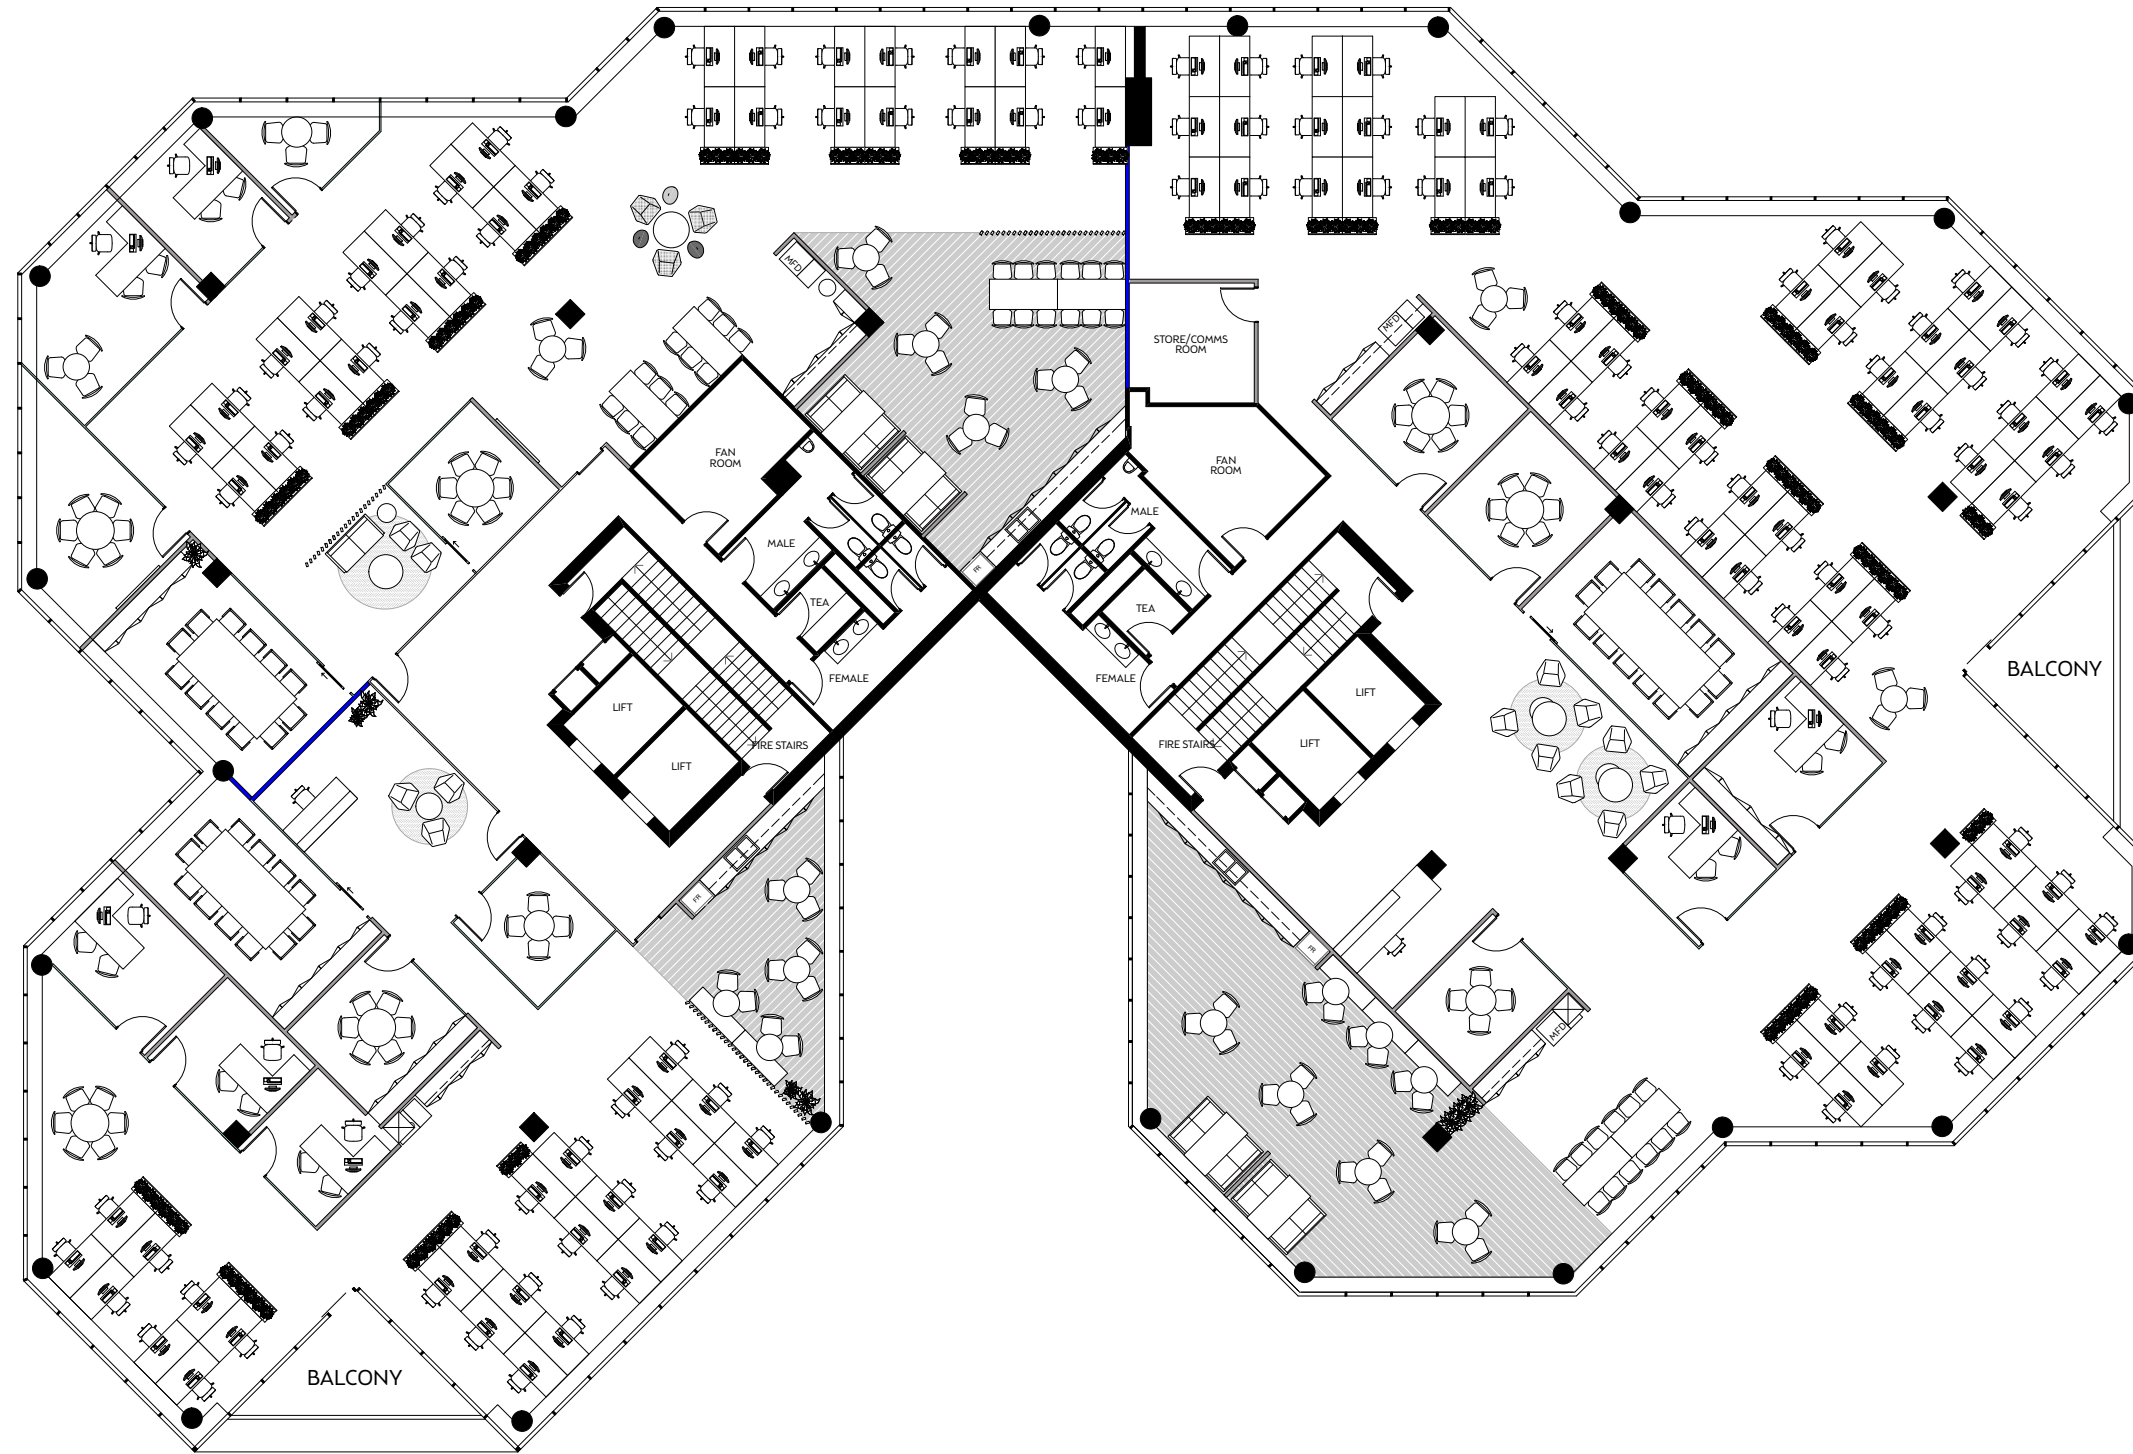 MFD
STORE/COMMS
ROOM
MFD
FAN
ROOM
FAN
ROOM
MALE
MALE
FR
TEA
TEA
FEMALE
FEMALE
BALCONY
LIFT
LIFT
FIRE STAIRS
FIRE STAIRS
LIFT
LIFT
FR
FR
MFD
BALCONY